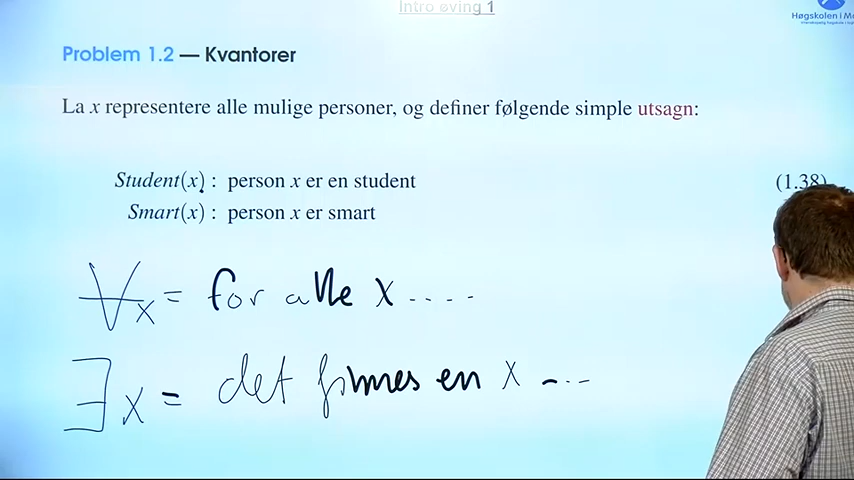 Intro øving 1
Høgskolen i
Problem 1.2 — Kvantorer
La x representere alle mulige personer, og definer følgende simple utsagn:
Student(x) : person x er en student
(1.38)
Smart(x) : person x er smart
∀x = for alle x ....
∃x = det finnes en x ...